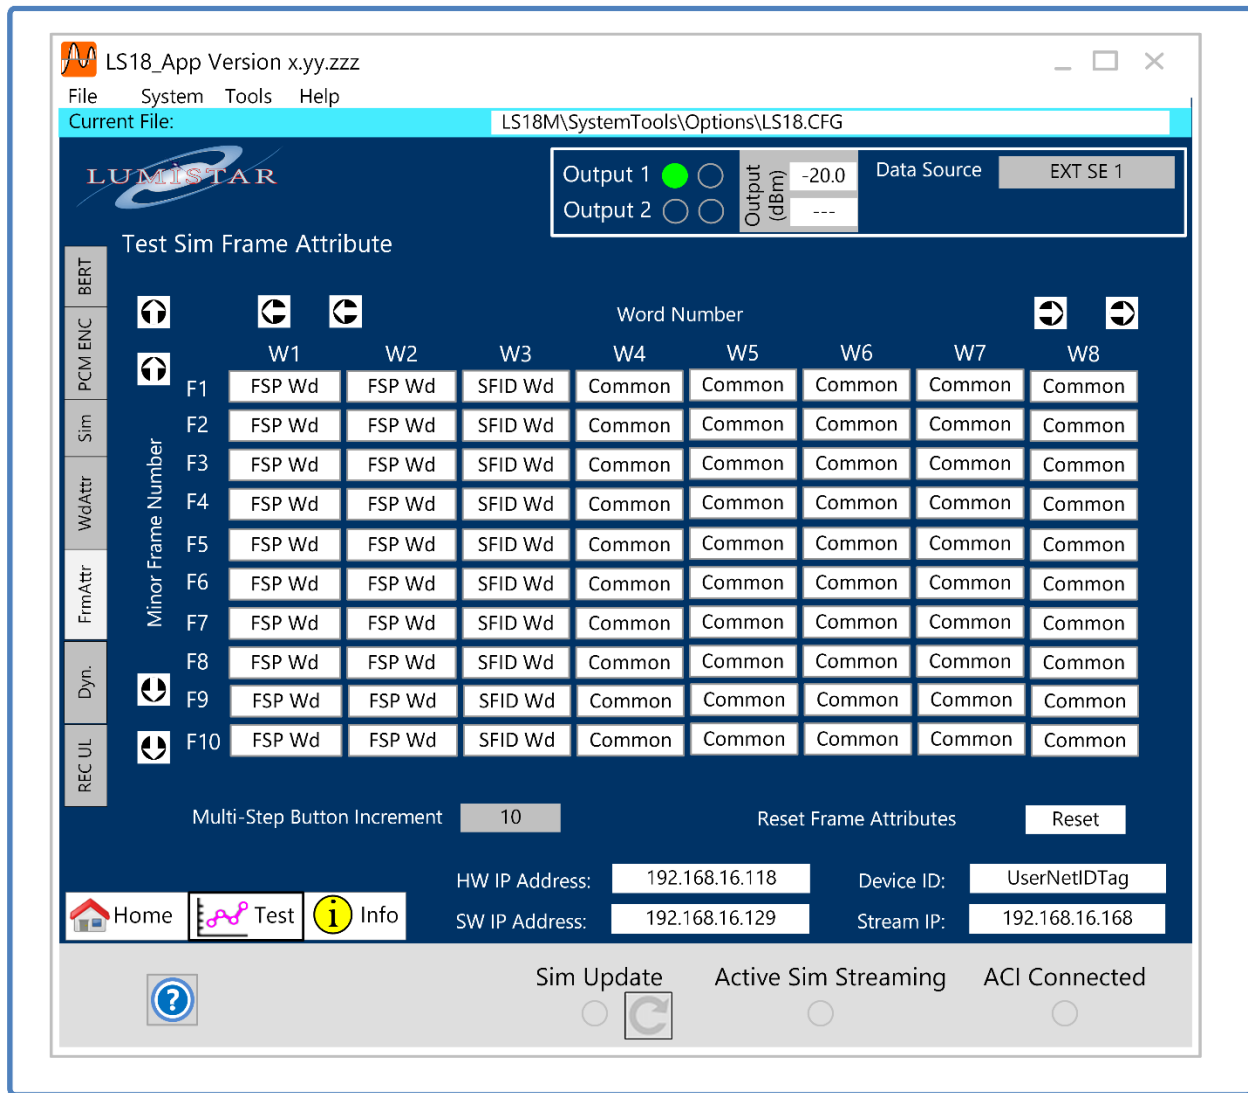 LS18_App Version x.yy.zzz
File System Tools Help
Current File: LS18M\SystemTools\Options\LS18.CFG
LUMISTAR
Output 1
Output 2
Output (dBm)
-20.0
---
Data Source EXT SE 1
Test Sim Frame Attribute
BERT
PCM ENC
Sim
WdAttr
FrmAttr
Dyn.
REC UL
Word Number
Minor Frame Number
W1 W2 W3 W4 W5 W6 W7 W8
F1 FSP Wd FSP Wd SFID Wd Common Common Common Common Common
F2 FSP Wd FSP Wd SFID Wd Common Common Common Common Common
F3 FSP Wd FSP Wd SFID Wd Common Common Common Common Common
F4 FSP Wd FSP Wd SFID Wd Common Common Common Common Common
F5 FSP Wd FSP Wd SFID Wd Common Common Common Common Common
F6 FSP Wd FSP Wd SFID Wd Common Common Common Common Common
F7 FSP Wd FSP Wd SFID Wd Common Common Common Common Common
F8 FSP Wd FSP Wd SFID Wd Common Common Common Common Common
F9 FSP Wd FSP Wd SFID Wd Common Common Common Common Common
F10 FSP Wd FSP Wd SFID Wd Common Common Common Common Common
Multi-Step Button Increment 10 Reset Frame Attributes Reset
HW IP Address: 192.168.16.118 Device ID: UserNetIDTag
Home Test i Info
SW IP Address: 192.168.16.129 Stream IP: 192.168.16.168
Sim Update Active Sim Streaming ACI Connected
?